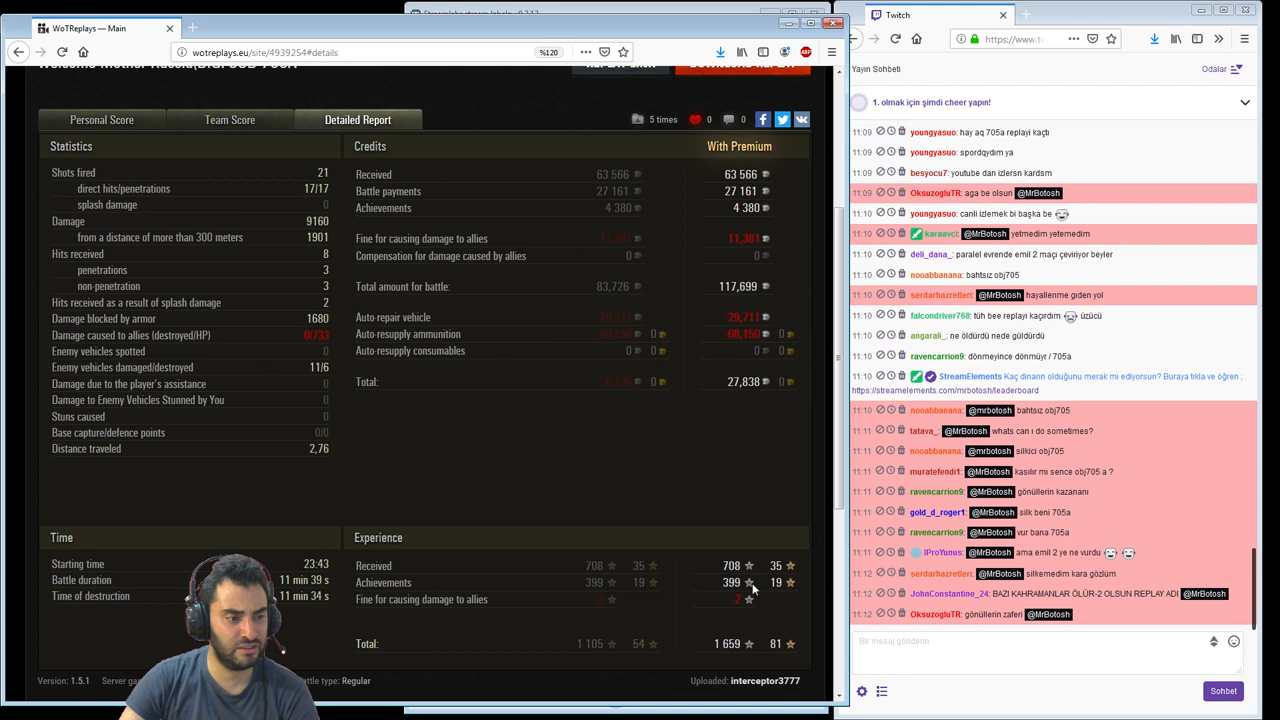 WoTReplays — Main
wotreplays.eu/site/4939254#details
%120
Personal Score
Team Score
Detailed Report
5 times
0
0
Statistics
Shots fired 21
direct hits/penetrations 17/17
splash damage 0
Damage 9160
from a distance of more than 300 meters 1901
Hits received 8
penetrations 3
non-penetration 3
Hits received as a result of splash damage 2
Damage blocked by armor 1680
Damage caused to allies (destroyed/HP) 0/733
Enemy vehicles spotted 0
Enemy vehicles damaged/destroyed 11/6
Damage due to the player's assistance 0
Damage to Enemy Vehicles Stunned by You 0
Stuns caused 0
Base capture/defence points 0/0
Distance traveled 2,76
Credits With Premium
Received 63 566 63 566
Battle payments 27 161 27 161
Achievements 4 380 4 380
Fine for causing damage to allies 11,381 11,381
Compensation for damage caused by allies 0 0
Total amount for battle: 83,726 117,699
Auto-repair vehicle -29,711
Auto-resupply ammunition 0 -60,150 0
Auto-resupply consumables 0 0 0 0
Total: 0 27,838 0
Time
Starting time 23:43
Battle duration 11 min 39 s
Time of destruction 11 min 34 s
Experience
Received 708 35 708 35
Achievements 399 19 399 19
Fine for causing damage to allies -2 -2
Total: 1 105 54 1 659 81
Version: 1.5.1
Regular
Uploaded: interceptor3777
Twitch
Yayın Sohbeti
Odalar
1. olmak için şimdi cheer yapın!
11:09 youngyasuo: hay aq 705a replayi kaçtı
11:09 youngyasuo: spordqydım ya
11:09 besyocu7: youtube dan izlersn kardsm
11:09 OksuzogluTR: aga be olsun @MrBotosh
11:10 youngyasuo: canli izlemek bi başka be
11:10 karaavci: @MrBotosh yetmedim yetemedim
11:10 deli_dana_: paralel evrende emil 2 maçı çeviriyor beyler
11:10 nooabbanana: bahtsız obj705
11:10 serdarhazretleri: @MrBotosh hayallenme gıden yol
11:10 falcondriver768: tüh bee replayı kaçırdım üzücü
11:10 angarali_: ne öldürdü nede güldürdü
11:10 ravencarrion9: dönmeyince dönmüyr / 705a
11:10 StreamElements Kaç dinarın olduğunu merak mı ediyorsun? Buraya tıkla ve öğren ;
https://streamelements.com/mrbotosh/leaderboard
11:10 nooabbanana: @mrbotosh bahtsız obj705
11:11 tatava_: @MrBotosh whats can ı do sometimes?
11:11 nooabbanana: @mrbotosh silkici obj705
11:11 muratefendi1: @MrBotosh kasılır mı sence obj705 a ?
11:11 ravencarrion9: @MrBotosh gönüllerin kazananı
11:11 gold_d_roger1: @MrBotosh silk beni 705a
11:11 ravencarrion9: @MrBotosh vur bana 705a
11:11 IProYunus: @MrBotosh ama emil 2 ye ne vurdu
11:12 serdarhazretleri: @MrBotosh silkemedim kara gözlüm
11:12 JohnConstantine_24: BAZI KAHRAMANLAR ÖLÜR-2 OLSUN REPLAY ADI @MrBotosh
11:12 OksuzogluTR: gönüllerin zaferi @MrBotosh
Bir mesaj gönderin
Sohbet